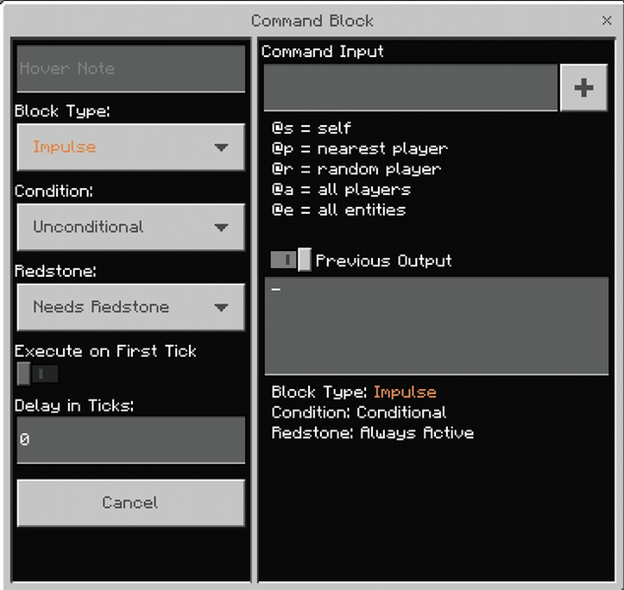 Command Block
×
Hover Note
Block Type:
Impulse
Condition:
Unconditional
Redstone:
Needs Redstone
Execute on First Tick
Delay in Ticks:
0
Cancel
Command Input
+
@s = self
@p = nearest player
@r = random player
@a = all players
@e = all entities
Previous Output
-
Block Type: Impulse
Condition: Conditional
Redstone: Always Active